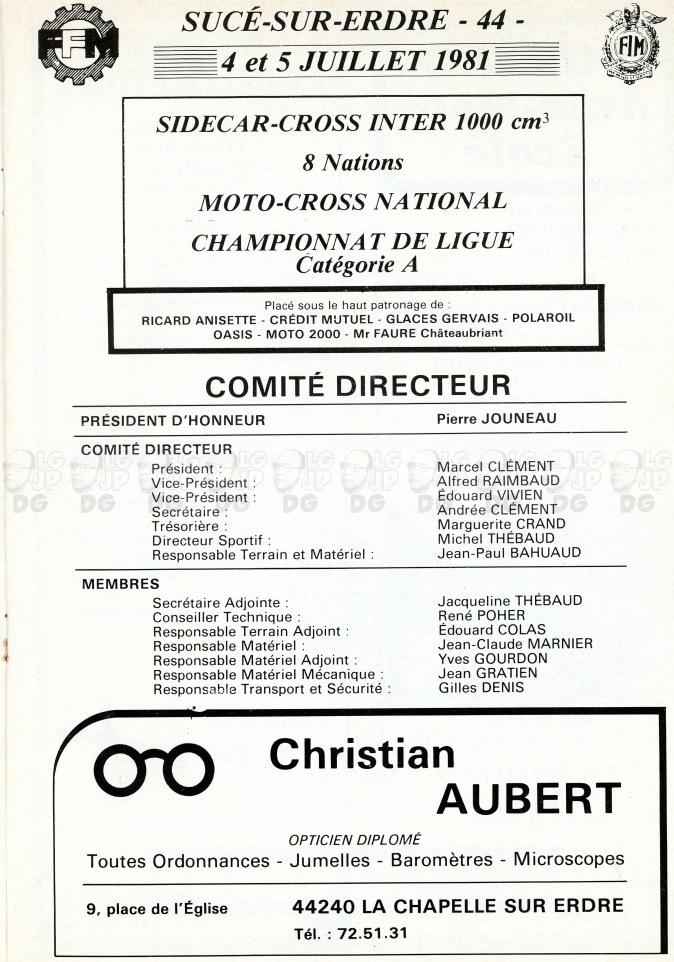 SUCÉ-SUR-ERDRE - 44 -
FFM
4 et 5 JUILLET 1981
FIM
SIDECAR-CROSS INTER 1000 cm³
8 Nations
MOTO-CROSS NATIONAL
CHAMPIONNAT DE LIGUE
Catégorie A
Placé sous le haut patronage de :
RICARD ANISETTE - CRÉDIT MUTUEL - GLACES GERVAIS - POLAROIL
OASIS - MOTO 2000 - Mr FAURE Châteaubriant
COMITÉ DIRECTEUR
PRÉSIDENT D'HONNEUR Pierre JOUNEAU
COMITÉ DIRECTEUR
Président : Marcel CLÉMENT
Vice-Président : Alfred RAIMBAUD
Vice-Président : Édouard VIVIEN
Secrétaire : Andrée CLÉMENT
Trésorière : Marguerite CRAND
Directeur Sportif : Michel THÉBAUD
Responsable Terrain et Matériel : Jean-Paul BAHUAUD
MEMBRES
Secrétaire Adjointe : Jacqueline THÉBAUD
Conseiller Technique : René POHER
Responsable Terrain Adjoint : Édouard COLAS
Responsable Matériel : Jean-Claude MARNIER
Responsable Matériel Adjoint : Yves GOURDON
Responsable Matériel Mécanique : Jean GRATIEN
Responsable Transport et Sécurité : Gilles DENIS
Christian
AUBERT
OPTICIEN DIPLOMÉ
Toutes Ordonnances - Jumelles - Baromètres - Microscopes
9, place de l'Église 44240 LA CHAPELLE SUR ERDRE
Tél. : 72.51.31